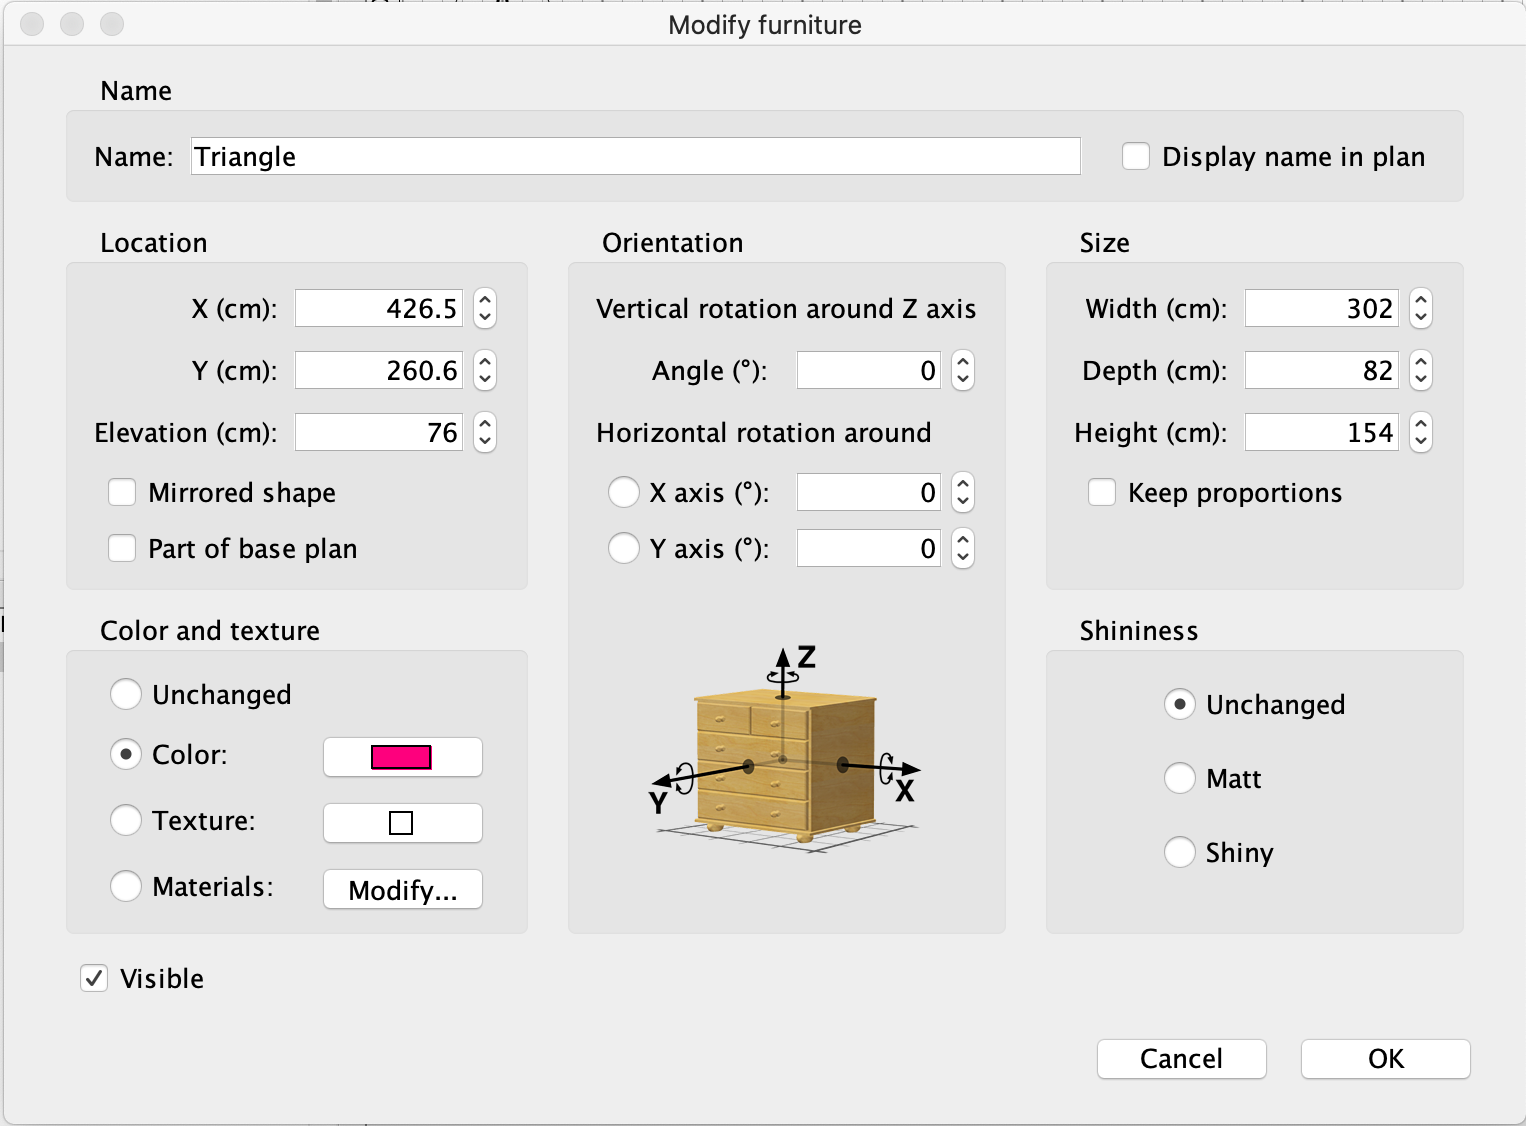 Modify furniture
Name
Name: Triangle Display name in plan
Location
X (cm): 426.5
Y (cm): 260.6
Elevation (cm): 76
Mirrored shape
Part of base plan
Orientation
Vertical rotation around Z axis
Angle (°): 0
Horizontal rotation around
X axis (°): 0
Y axis (°): 0
Z
Y
X
Size
Width (cm): 302
Depth (cm): 82
Height (cm): 154
Keep proportions
Color and texture
Unchanged
Color:
Texture:
Materials: Modify...
Shininess
Unchanged
Matt
Shiny
Visible
Cancel OK